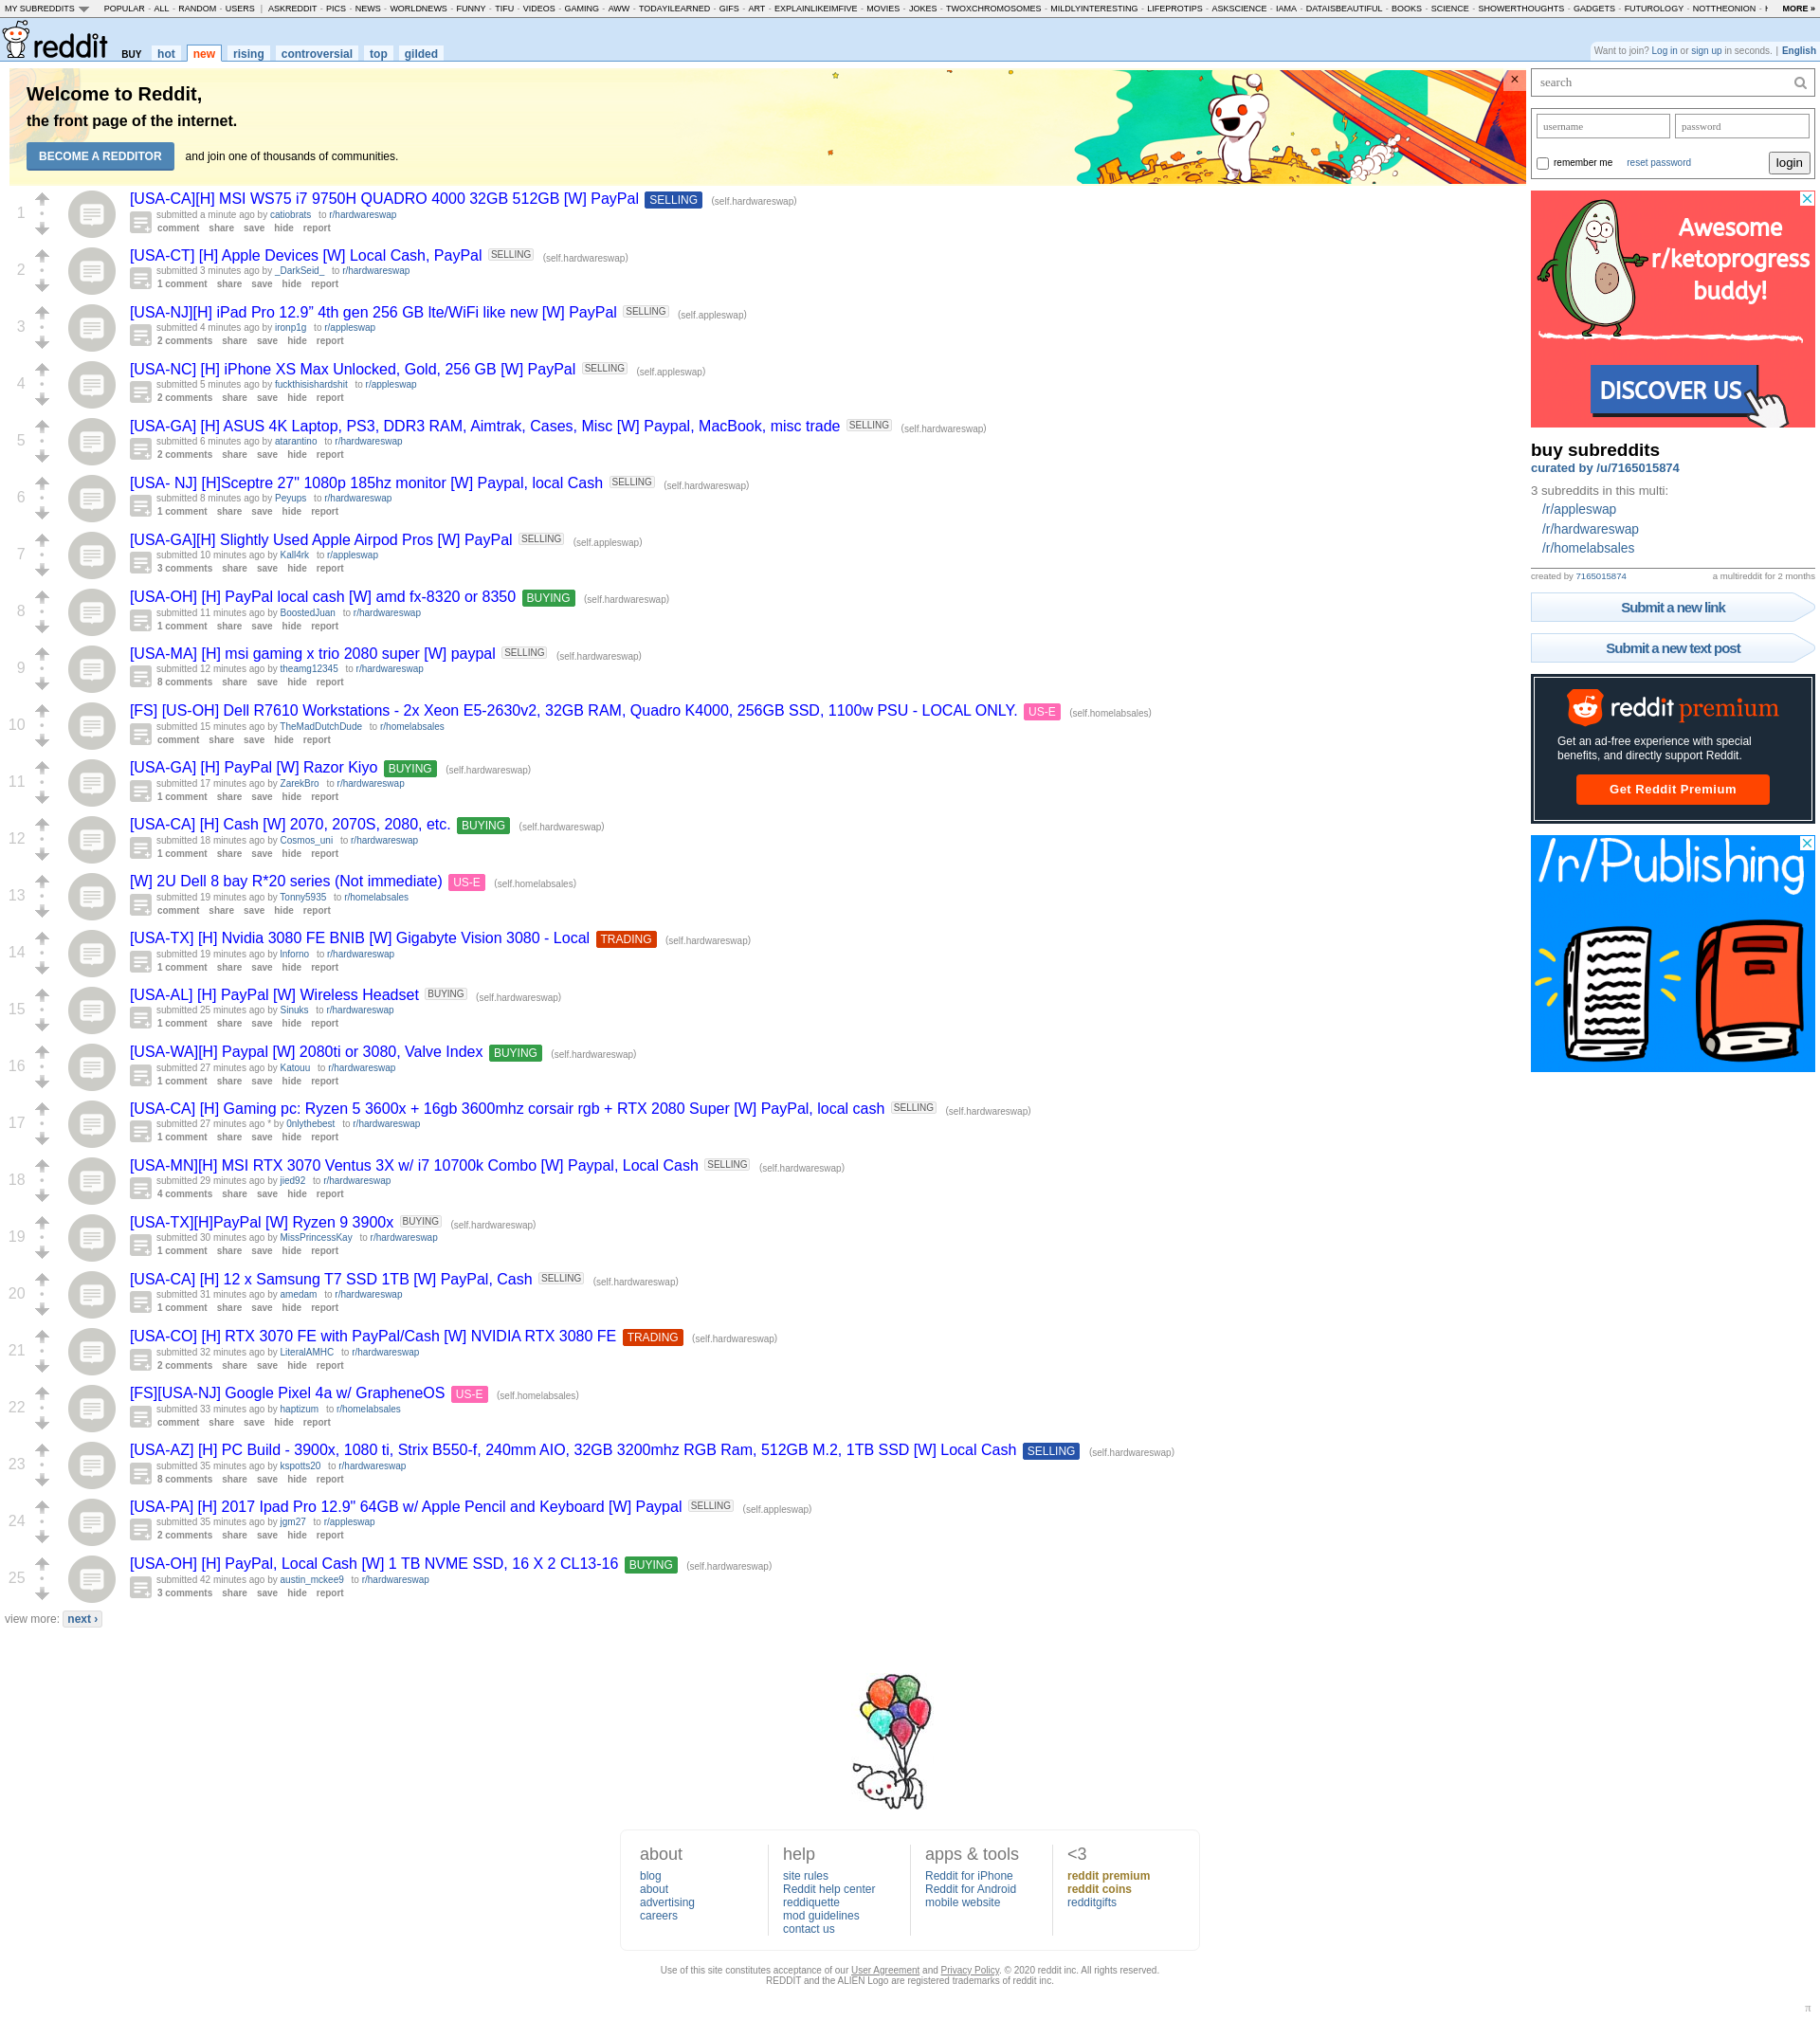 MY SUBREDDITS POPULAR - ALL - RANDOM - USERS | ASKREDDIT - PICS - NEWS - WORLDNEWS - FUNNY - TIFU - VIDEOS - GAMING - AWW - TODAYILEARNED - GIFS - ART - EXPLAINLIKEIMFIVE - MOVIES - JOKES - TWOXCHROMOSOMES - MILDLYINTERESTING - LIFEPROTIPS - ASKSCIENCE - IAMA - DATAISBEAUTIFUL - BOOKS - SCIENCE - SHOWERTHOUGHTS - GADGETS - FUTUROLOGY - NOTTHEONION - MORE »
reddit BUY hot new rising controversial top gilded
Want to join? Log in or sign up in seconds. | English
Welcome to Reddit,
the front page of the internet.
BECOME A REDDITOR and join one of thousands of communities.
×
1
[USA-CA][H] MSI WS75 i7 9750H QUADRO 4000 32GB 512GB [W] PayPal SELLING (self.hardwareswap)
submitted a minute ago by catiobrats to r/hardwareswap
comment share save hide report
2
[USA-CT] [H] Apple Devices [W] Local Cash, PayPal SELLING (self.hardwareswap)
submitted 3 minutes ago by _DarkSeid_ to r/hardwareswap
1 comment share save hide report
3
[USA-NJ][H] iPad Pro 12.9” 4th gen 256 GB lte/WiFi like new [W] PayPal SELLING (self.appleswap)
submitted 4 minutes ago by ironp1g to r/appleswap
2 comments share save hide report
4
[USA-NC] [H] iPhone XS Max Unlocked, Gold, 256 GB [W] PayPal SELLING (self.appleswap)
submitted 5 minutes ago by fuckthisishardshit to r/appleswap
2 comments share save hide report
5
[USA-GA] [H] ASUS 4K Laptop, PS3, DDR3 RAM, Aimtrak, Cases, Misc [W] Paypal, MacBook, misc trade SELLING (self.hardwareswap)
submitted 6 minutes ago by atarantino to r/hardwareswap
2 comments share save hide report
6
[USA- NJ] [H]Sceptre 27" 1080p 185hz monitor [W] Paypal, local Cash SELLING (self.hardwareswap)
submitted 8 minutes ago by Peyups to r/hardwareswap
1 comment share save hide report
7
[USA-GA][H] Slightly Used Apple Airpod Pros [W] PayPal SELLING (self.appleswap)
submitted 10 minutes ago by Kall4rk to r/appleswap
3 comments share save hide report
8
[USA-OH] [H] PayPal local cash [W] amd fx-8320 or 8350 BUYING (self.hardwareswap)
submitted 11 minutes ago by BoostedJuan to r/hardwareswap
1 comment share save hide report
9
[USA-MA] [H] msi gaming x trio 2080 super [W] paypal SELLING (self.hardwareswap)
submitted 12 minutes ago by theamg12345 to r/hardwareswap
8 comments share save hide report
10
[FS] [US-OH] Dell R7610 Workstations - 2x Xeon E5-2630v2, 32GB RAM, Quadro K4000, 256GB SSD, 1100w PSU - LOCAL ONLY. US-E (self.homelabsales)
submitted 15 minutes ago by TheMadDutchDude to r/homelabsales
comment share save hide report
11
[USA-GA] [H] PayPal [W] Razor Kiyo BUYING (self.hardwareswap)
submitted 17 minutes ago by ZarekBro to r/hardwareswap
1 comment share save hide report
12
[USA-CA] [H] Cash [W] 2070, 2070S, 2080, etc. BUYING (self.hardwareswap)
submitted 18 minutes ago by Cosmos_uni to r/hardwareswap
1 comment share save hide report
13
[W] 2U Dell 8 bay R*20 series (Not immediate) US-E (self.homelabsales)
submitted 19 minutes ago by Tonny5935 to r/homelabsales
comment share save hide report
14
[USA-TX] [H] Nvidia 3080 FE BNIB [W] Gigabyte Vision 3080 - Local TRADING (self.hardwareswap)
submitted 19 minutes ago by Inforno to r/hardwareswap
1 comment share save hide report
15
[USA-AL] [H] PayPal [W] Wireless Headset BUYING (self.hardwareswap)
submitted 25 minutes ago by Sinuks to r/hardwareswap
1 comment share save hide report
16
[USA-WA][H] Paypal [W] 2080ti or 3080, Valve Index BUYING (self.hardwareswap)
submitted 27 minutes ago by Katouu to r/hardwareswap
1 comment share save hide report
17
[USA-CA] [H] Gaming pc: Ryzen 5 3600x + 16gb 3600mhz corsair rgb + RTX 2080 Super [W] PayPal, local cash SELLING (self.hardwareswap)
submitted 27 minutes ago * by 0nlythebest to r/hardwareswap
1 comment share save hide report
18
[USA-MN][H] MSI RTX 3070 Ventus 3X w/ i7 10700k Combo [W] Paypal, Local Cash SELLING (self.hardwareswap)
submitted 29 minutes ago by jied92 to r/hardwareswap
4 comments share save hide report
19
[USA-TX][H]PayPal [W] Ryzen 9 3900x BUYING (self.hardwareswap)
submitted 30 minutes ago by MissPrincessKay to r/hardwareswap
1 comment share save hide report
20
[USA-CA] [H] 12 x Samsung T7 SSD 1TB [W] PayPal, Cash SELLING (self.hardwareswap)
submitted 31 minutes ago by amedam to r/hardwareswap
1 comment share save hide report
21
[USA-CO] [H] RTX 3070 FE with PayPal/Cash [W] NVIDIA RTX 3080 FE TRADING (self.hardwareswap)
submitted 32 minutes ago by LiteralAMHC to r/hardwareswap
2 comments share save hide report
22
[FS][USA-NJ] Google Pixel 4a w/ GrapheneOS US-E (self.homelabsales)
submitted 33 minutes ago by haptizum to r/homelabsales
comment share save hide report
23
[USA-AZ] [H] PC Build - 3900x, 1080 ti, Strix B550-f, 240mm AIO, 32GB 3200mhz RGB Ram, 512GB M.2, 1TB SSD [W] Local Cash SELLING (self.hardwareswap)
submitted 35 minutes ago by kspotts20 to r/hardwareswap
8 comments share save hide report
24
[USA-PA] [H] 2017 Ipad Pro 12.9" 64GB w/ Apple Pencil and Keyboard [W] Paypal SELLING (self.appleswap)
submitted 35 minutes ago by jgm27 to r/appleswap
2 comments share save hide report
25
[USA-OH] [H] PayPal, Local Cash [W] 1 TB NVME SSD, 16 X 2 CL13-16 BUYING (self.hardwareswap)
submitted 42 minutes ago by austin_mckee9 to r/hardwareswap
3 comments share save hide report
view more: next ›
search
username password
remember me reset password login
Awesome
r/ketoprogress
buddy!
DISCOVER US
buy subreddits
curated by /u/7165015874
3 subreddits in this multi:
/r/appleswap
/r/hardwareswap
/r/homelabsales
created by 7165015874 a multireddit for 2 months
Submit a new link
Submit a new text post
reddit premium
Get an ad-free experience with special
benefits, and directly support Reddit.
Get Reddit Premium
/r/Publishing
about
blog
about
advertising
careers
help
site rules
Reddit help center
reddiquette
mod guidelines
contact us
apps & tools
Reddit for iPhone
Reddit for Android
mobile website
<3
reddit premium
reddit coins
redditgifts
Use of this site constitutes acceptance of our User Agreement and Privacy Policy. © 2020 reddit inc. All rights reserved.
REDDIT and the ALIEN Logo are registered trademarks of reddit inc.
π